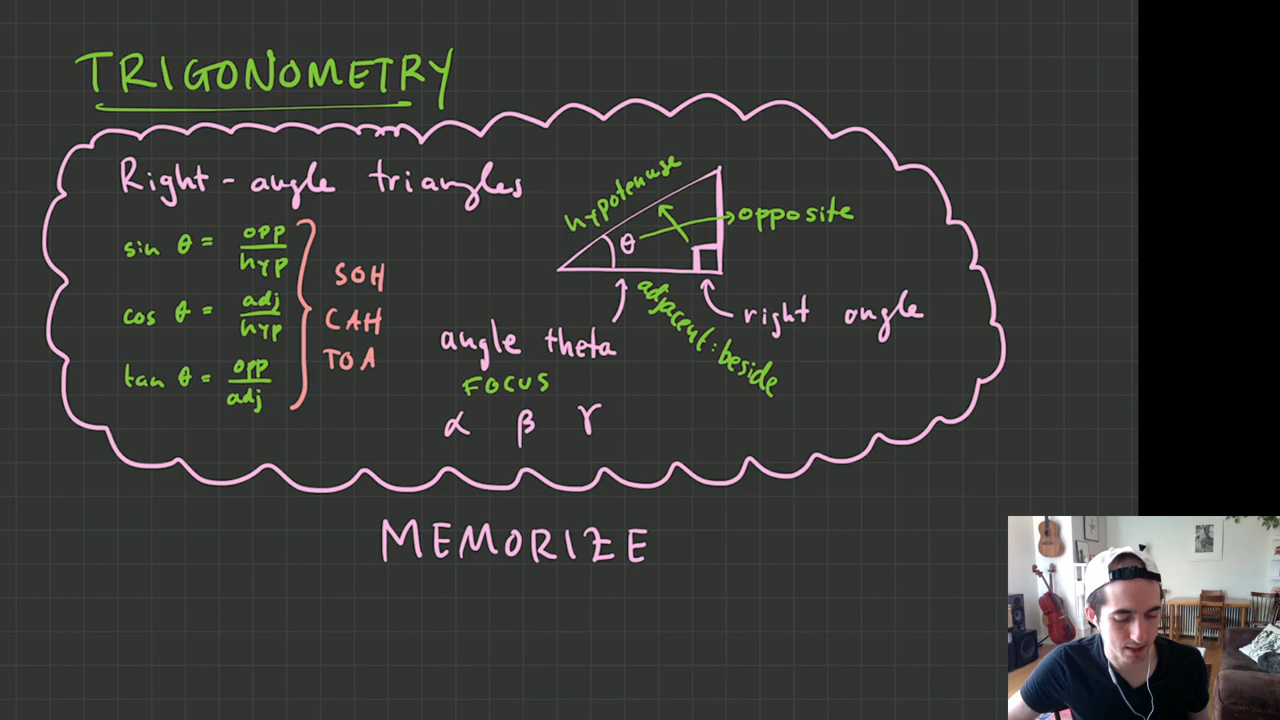 TRIGONOMETRY
Right-angle triangles
sin θ = opp/hyp
cos θ = adj/hyp
tan θ = opp/adj
SOH
CAH
TOA
hypotenuse
θ
opposite
adjacent: beside
right angle
angle theta
FOCUS
α β γ
MEMORIZE